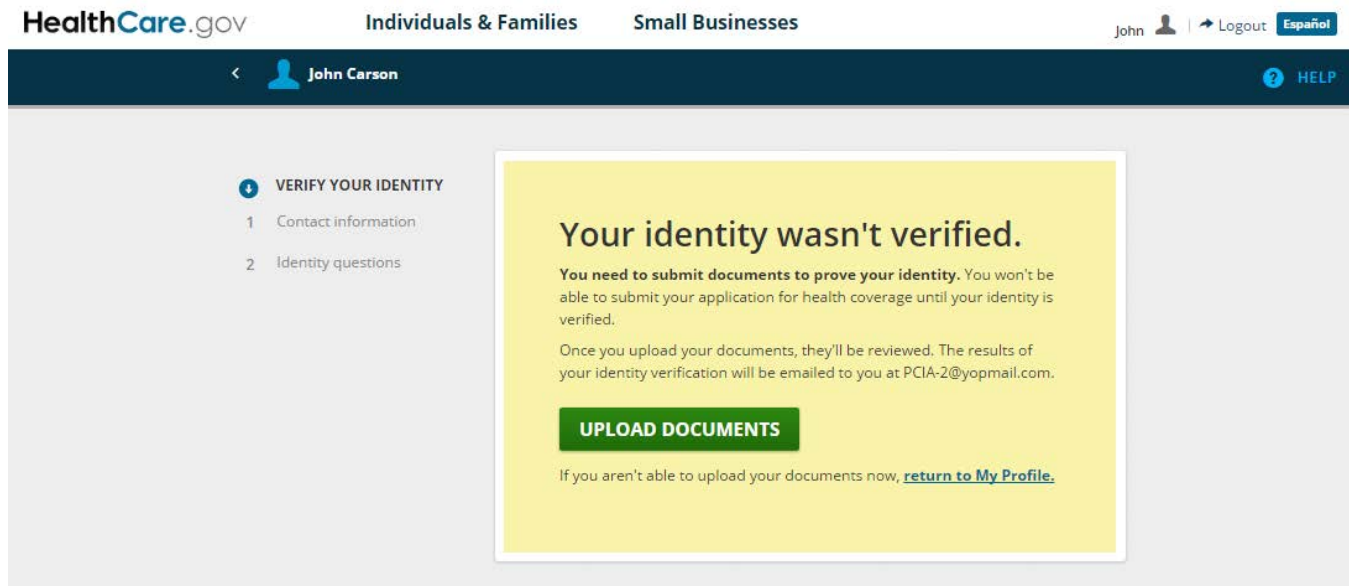 HealthCare.gov Individuals & Families Small Businesses John Logout Español
< John Carson ? HELP
VERIFY YOUR IDENTITY
1 Contact information
2 Identity questions
Your identity wasn't verified.
You need to submit documents to prove your identity. You won't be
able to submit your application for health coverage until your identity is
verified.
Once you upload your documents, they'll be reviewed. The results of
your identity verification will be emailed to you at PCIA-2@yopmail.com.
UPLOAD DOCUMENTS
If you aren't able to upload your documents now, return to My Profile.